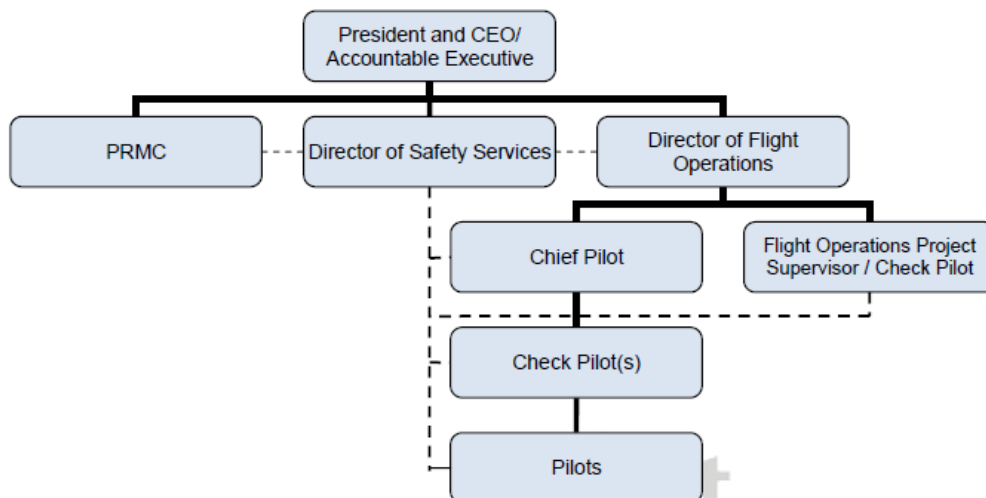 President and CEO/
Accountable Executive
PRMC
Director of Safety Services
Director of Flight
Operations
Chief Pilot
Flight Operations Project
Supervisor / Check Pilot
Check Pilot(s)
Pilots